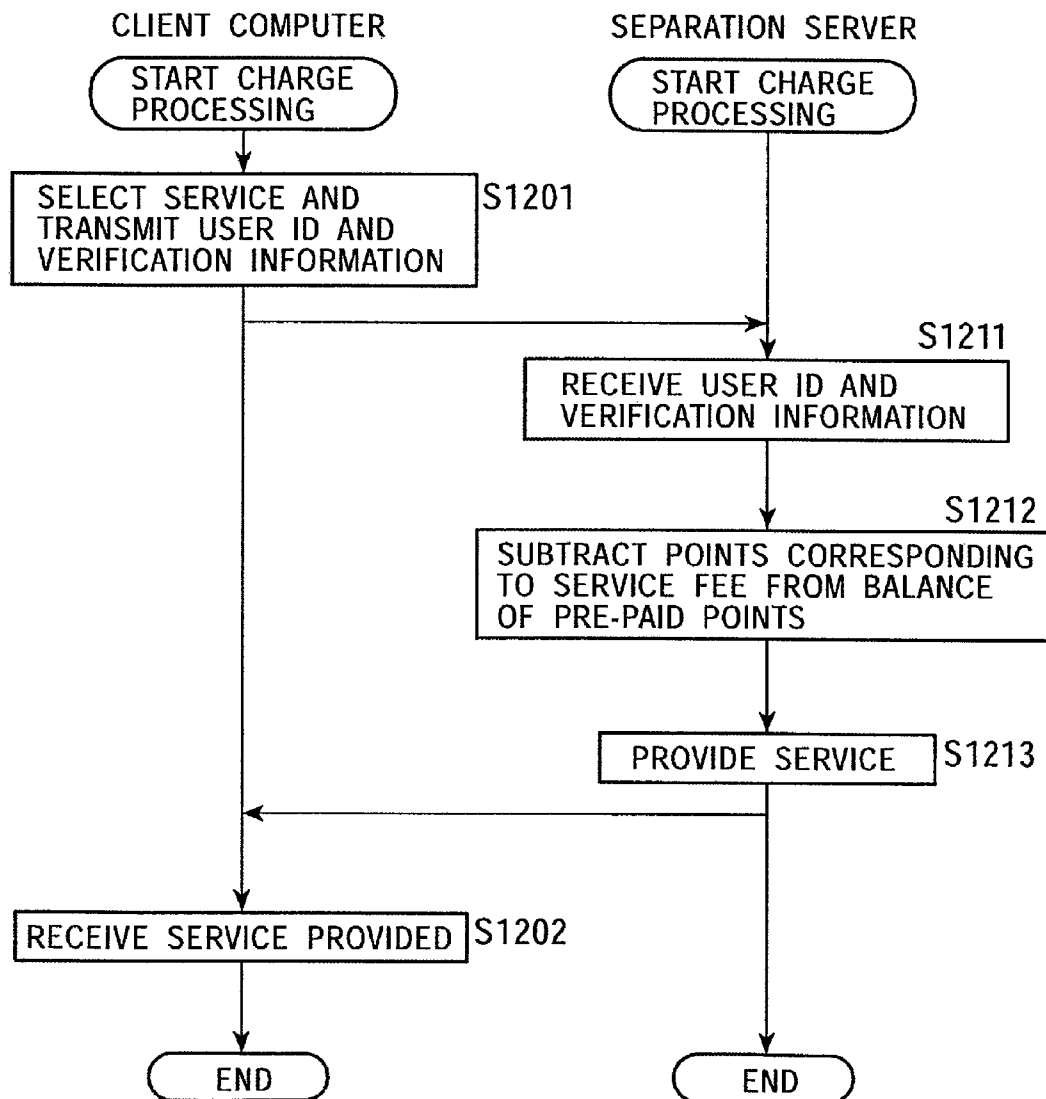 CLIENT COMPUTER
SEPARATION SERVER
START CHARGE
PROCESSING
START CHARGE
PROCESSING
SELECT SERVICE AND
TRANSMIT USER ID AND
VERIFICATION INFORMATION
S1201
S1211
RECEIVE USER ID AND
VERIFICATION INFORMATION
S1212
SUBTRACT POINTS CORRESPONDING
TO SERVICE FEE FROM BALANCE
OF PRE-PAID POINTS
PROVIDE SERVICE
S1213
RECEIVE SERVICE PROVIDED
S1202
END
END